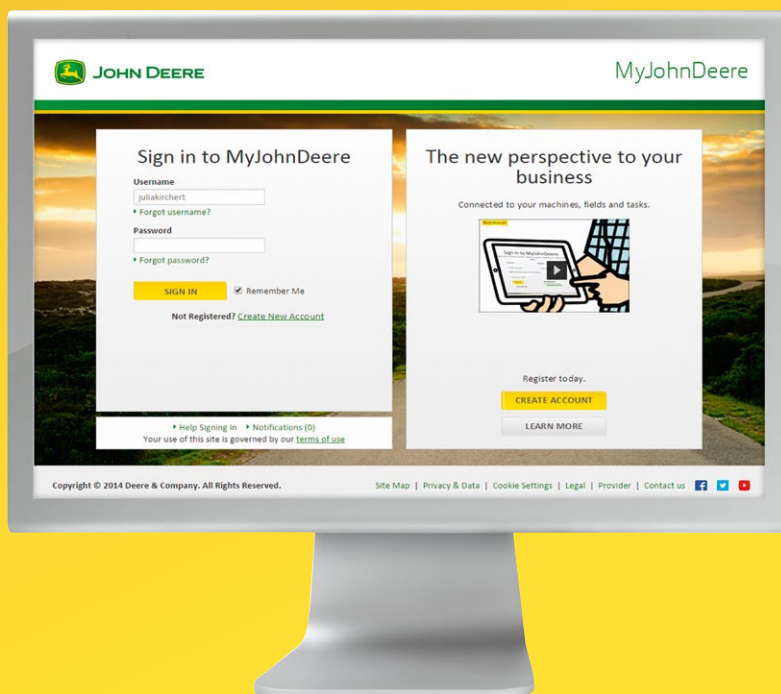 JOHN DEERE
MyJohnDeere
Sign in to MyJohnDeere
Username
juliakirchert
Forgot username?
Password
Forgot password?
SIGN IN
Remember Me
Not Registered? Create New Account
Help Signing In Notifications (0)
Your use of this site is governed by our terms of use
The new perspective to your
business
Connected to your machines, fields and tasks.
Sign in to MyJohnDeere
Register today.
CREATE ACCOUNT
LEARN MORE
Copyright © 2014 Deere & Company. All Rights Reserved.
Site Map | Privacy & Data | Cookie Settings | Legal | Provider | Contact us